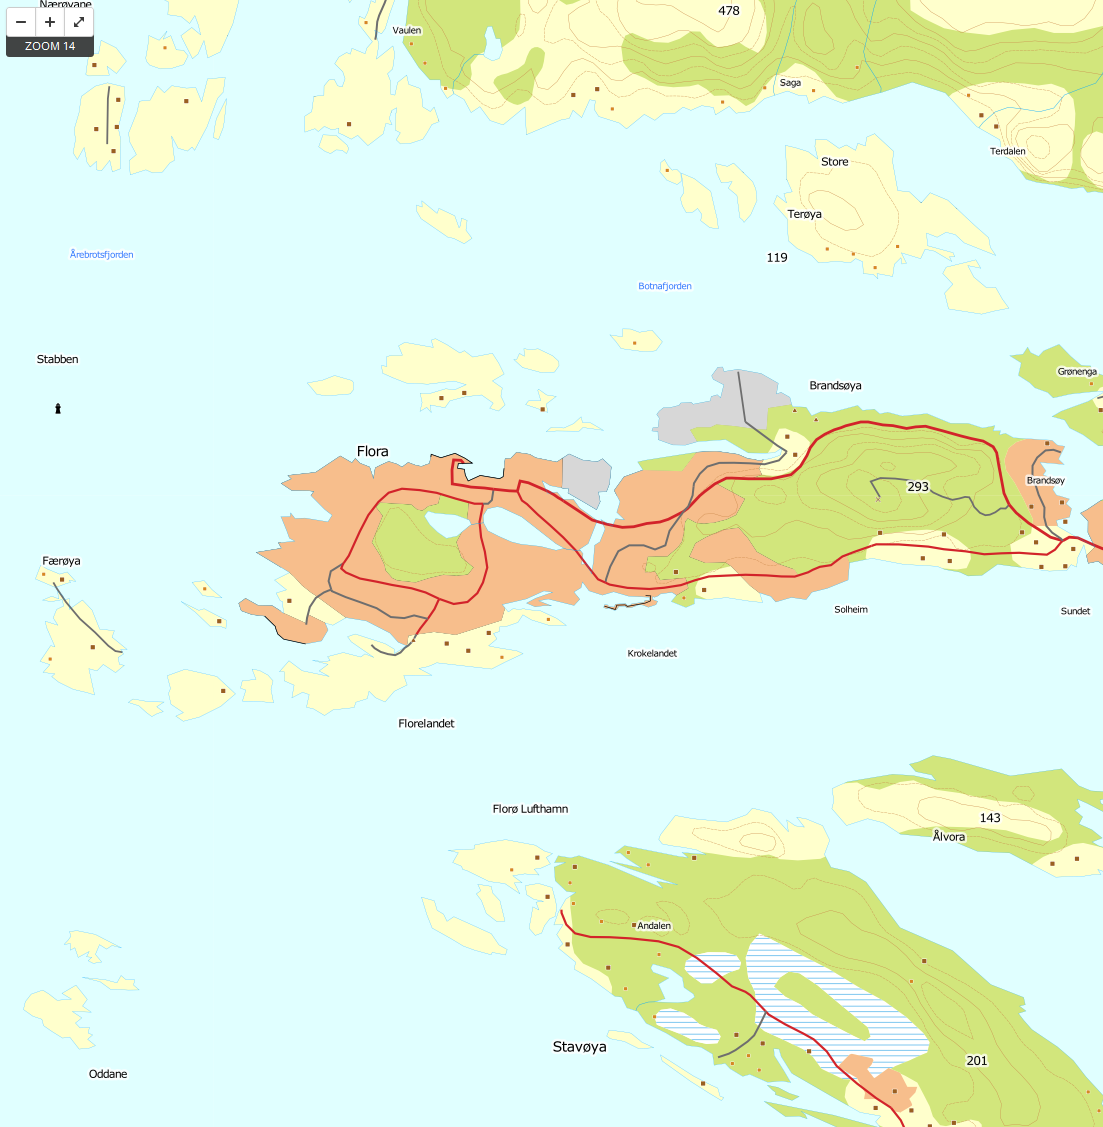 Nærøyane
ZOOM 14
478
Vaulen
Saga
Terdalen
Store
Terøya
Årebrotsfjorden
119
Botnafjorden
Stabben
Grønenga
Brandsøya
Flora
Brandsøy
293
Færøya
Solheim
Sundet
Krokelandet
Florelandet
Florø Lufthamn
143
Ålvora
Andalen
Stavøya
201
Oddane